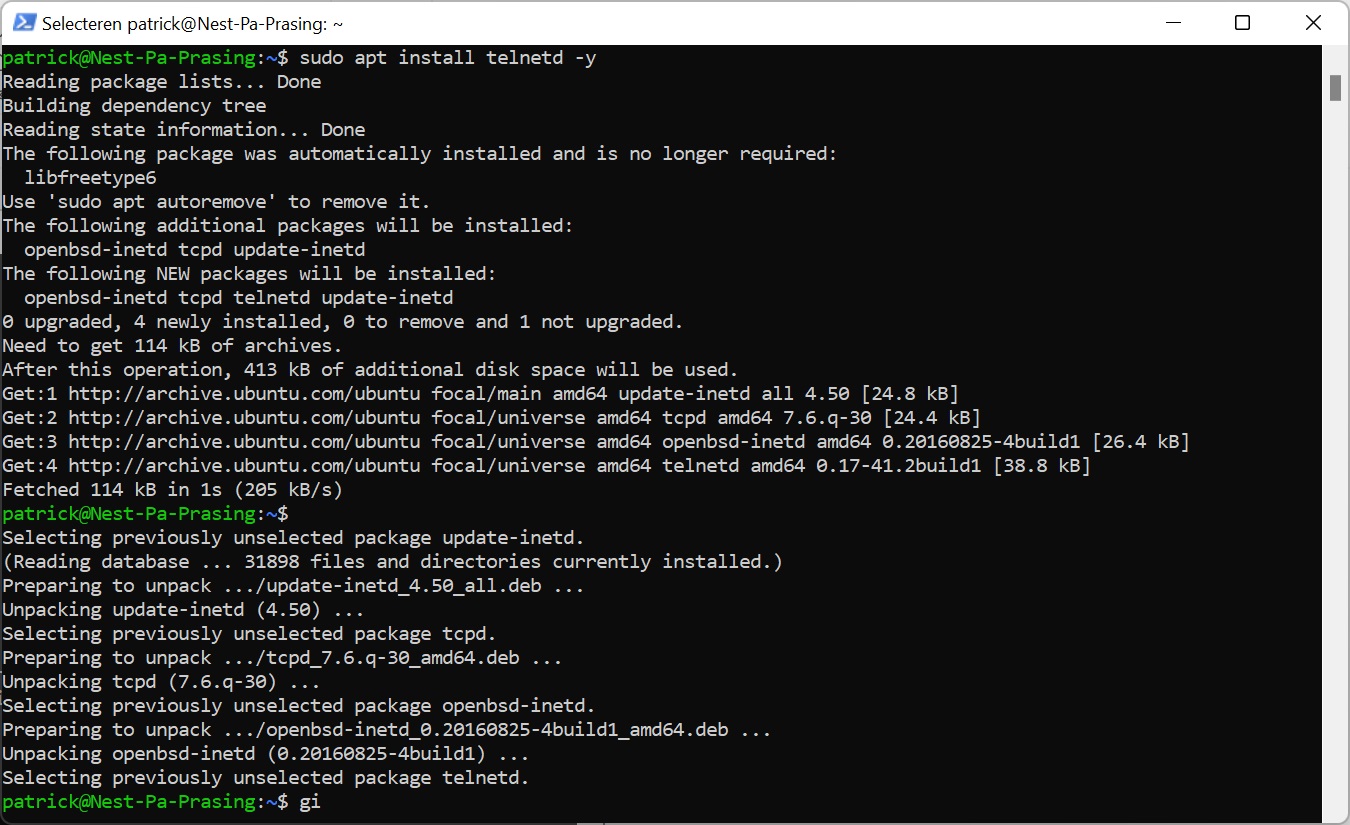 Selecteren patrick@Nest-Pa-Prasing: ~
patrick@Nest-Pa-Prasing:~$ sudo apt install telnetd -y
Reading package lists... Done
Building dependency tree
Reading state information... Done
The following package was automatically installed and is no longer required:
  libfreetype6
Use 'sudo apt autoremove' to remove it.
The following additional packages will be installed:
  openbsd-inetd tcpd update-inetd
The following NEW packages will be installed:
  openbsd-inetd tcpd telnetd update-inetd
0 upgraded, 4 newly installed, 0 to remove and 1 not upgraded.
Need to get 114 kB of archives.
After this operation, 413 kB of additional disk space will be used.
Get:1 http://archive.ubuntu.com/ubuntu focal/main amd64 update-inetd all 4.50 [24.8 kB]
Get:2 http://archive.ubuntu.com/ubuntu focal/universe amd64 tcpd amd64 7.6.q-30 [24.4 kB]
Get:3 http://archive.ubuntu.com/ubuntu focal/universe amd64 openbsd-inetd amd64 0.20160825-4build1 [26.4 kB]
Get:4 http://archive.ubuntu.com/ubuntu focal/universe amd64 telnetd amd64 0.17-41.2build1 [38.8 kB]
Fetched 114 kB in 1s (205 kB/s)
patrick@Nest-Pa-Prasing:~$
Selecting previously unselected package update-inetd.
(Reading database ... 31898 files and directories currently installed.)
Preparing to unpack .../update-inetd_4.50_all.deb ...
Unpacking update-inetd (4.50) ...
Selecting previously unselected package tcpd.
Preparing to unpack .../tcpd_7.6.q-30_amd64.deb ...
Unpacking tcpd (7.6.q-30) ...
Selecting previously unselected package openbsd-inetd.
Preparing to unpack .../openbsd-inetd_0.20160825-4build1_amd64.deb ...
Unpacking openbsd-inetd (0.20160825-4build1) ...
Selecting previously unselected package telnetd.
patrick@Nest-Pa-Prasing:~$ gi